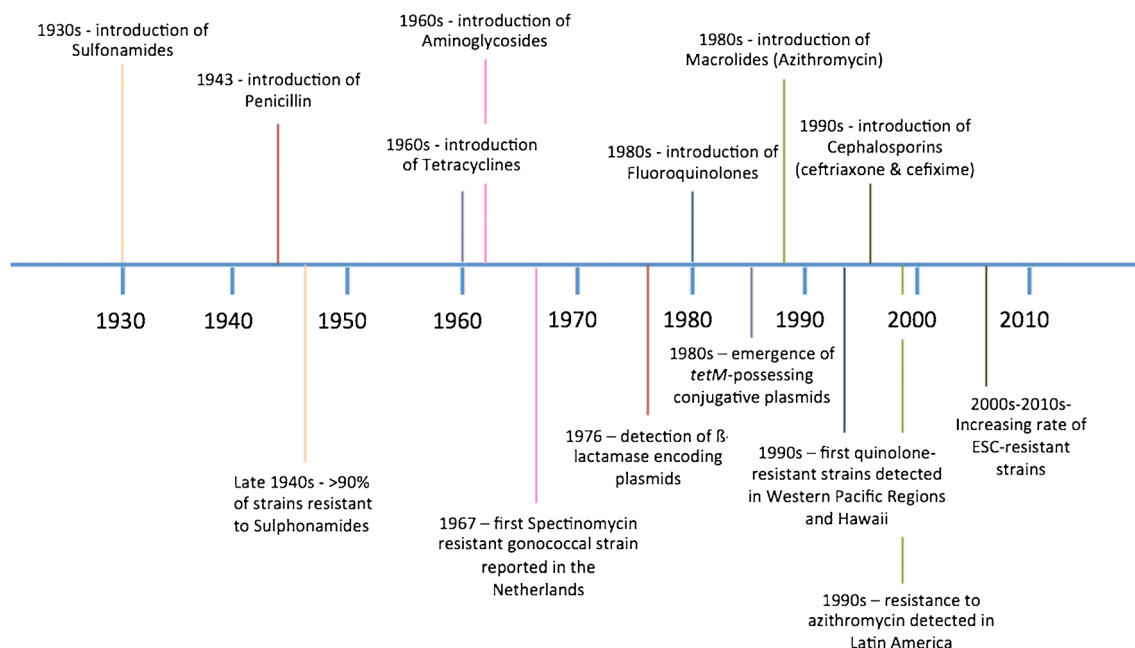 1930s - introduction of
Sulfonamides
1943 - introduction of
Penicillin
1960s - introduction of
Aminoglycosides
1960s - introduction
of Tetracyclines
1980s - introduction of
Fluoroquinolones
1980s - introduction of
Macrolides (Azithromycin)
1990s - introduction of
Cephalosporins
(ceftriaxone & cefixime)
1930
1940
1950
1960
1970
1980
1990
2000
2010
Late 1940s - >90%
of strains resistant
to Sulphonamides
1967 – first Spectinomycin
resistant gonococcal strain
reported in the
Netherlands
1976 – detection of ß-
lactamase encoding
plasmids
1980s – emergence of
tetM-possessing
conjugative plasmids
1990s – first quinolone-
resistant strains detected
in Western Pacific Regions
and Hawaii
1990s – resistance to
azithromycin detected in
Latin America
2000s-2010s-
Increasing rate of
ESC-resistant
strains